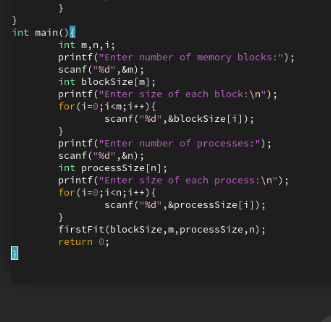 }
}
int main(){
int m,n,i;
printf("Enter number of memory blocks:");
scanf("%d",&m);
int blockSize[m];
printf("Enter size of each block:\n");
for(i=0;i<m;i++){
scanf("%d",&blockSize[i]);
}
printf("Enter number of processes:");
scanf("%d",&n);
int processSize[n];
printf("Enter size of each process:\n");
for(i=0;i<n;i++){
scanf("%d",&processSize[i]);
}
firstFit(blockSize,m,processSize,n);
return 0;
}